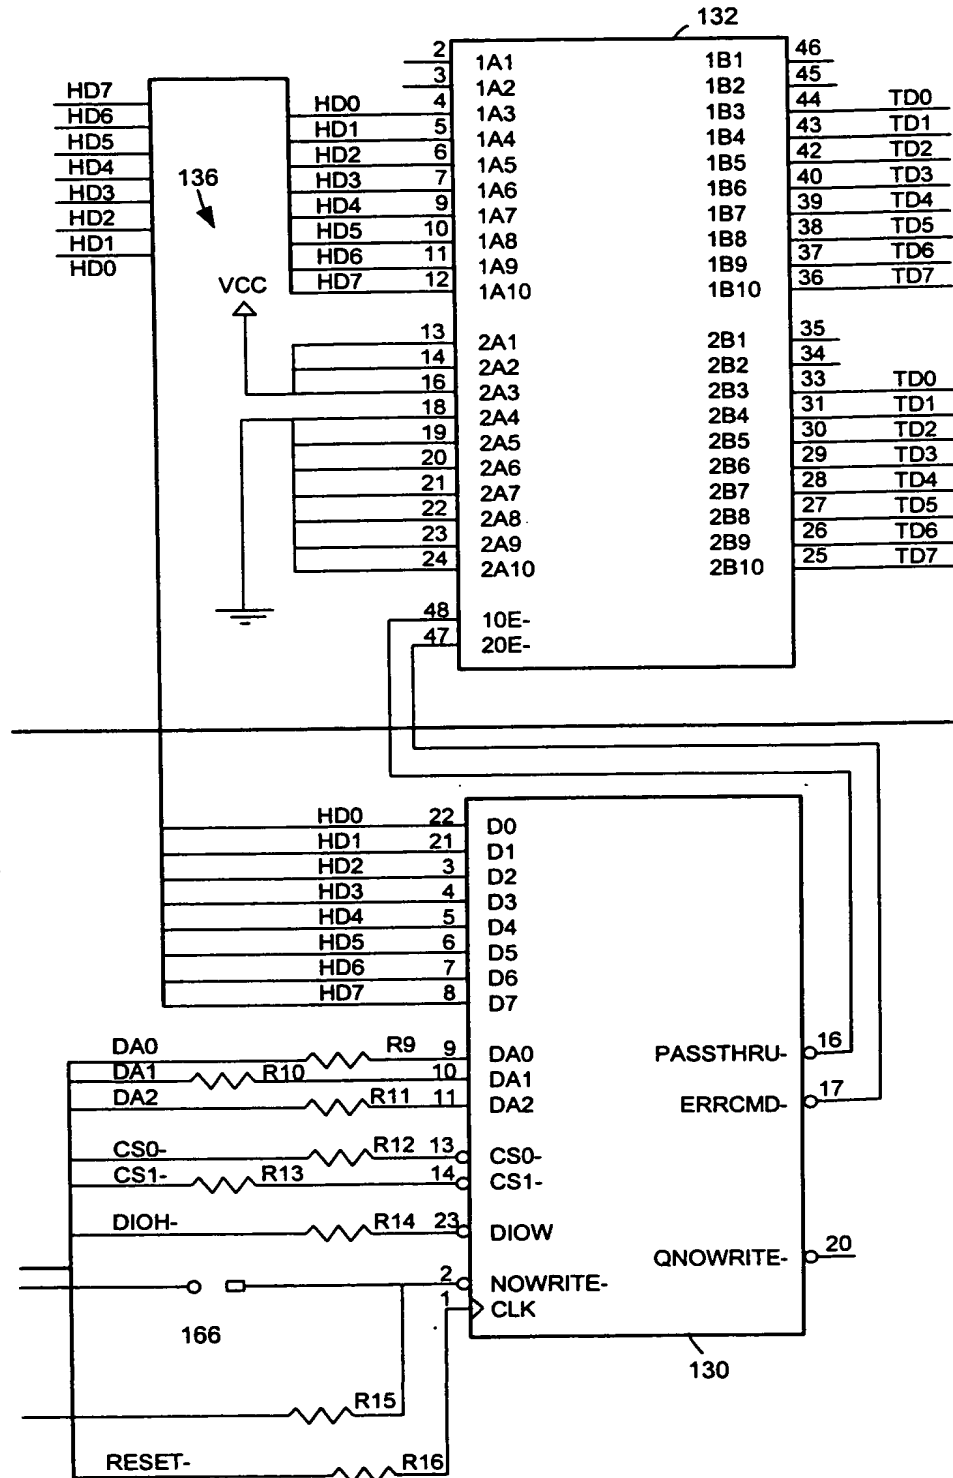 132
HD7
HD6
HD5
HD4
HD3
HD2
HD1
HD0
136
VCC
HD0 4 1A3
HD1 5 1A4
HD2 6 1A5
HD3 7 1A6
HD4 9 1A7
HD5 10 1A8
HD6 11 1A9
HD7 12 1A10
2 1A1
3 1A2
13 2A1
14 2A2
16 2A3
18 2A4
19 2A5
20 2A6
21 2A7
22 2A8
23 2A9
24 2A10
48 10E-
47 20E-
1B1 46
1B2 45
1B3 44 TD0
1B4 43 TD1
1B5 42 TD2
1B6 40 TD3
1B7 39 TD4
1B8 38 TD5
1B9 37 TD6
1B10 36 TD7
2B1 35
2B2 34
2B3 33 TD0
2B4 31 TD1
2B5 30 TD2
2B6 29 TD3
2B7 28 TD4
2B8 27 TD5
2B9 26 TD6
2B10 25 TD7
HD0 22 D0
HD1 21 D1
HD2 3 D2
HD3 4 D3
HD4 5 D4
HD5 6 D5
HD6 7 D6
HD7 8 D7
DA0 R9 9 DA0
DA1 R10 10 DA1
DA2 R11 11 DA2
CS0- R12 13 CS0-
CS1- R13 14 CS1-
DIOH- R14 23 DIOW
2 NOWRITE-
1 CLK
PASSTHRU- 16
ERRCMD- 17
QNOWRITE- 20
166
130
R15
RESET- R16